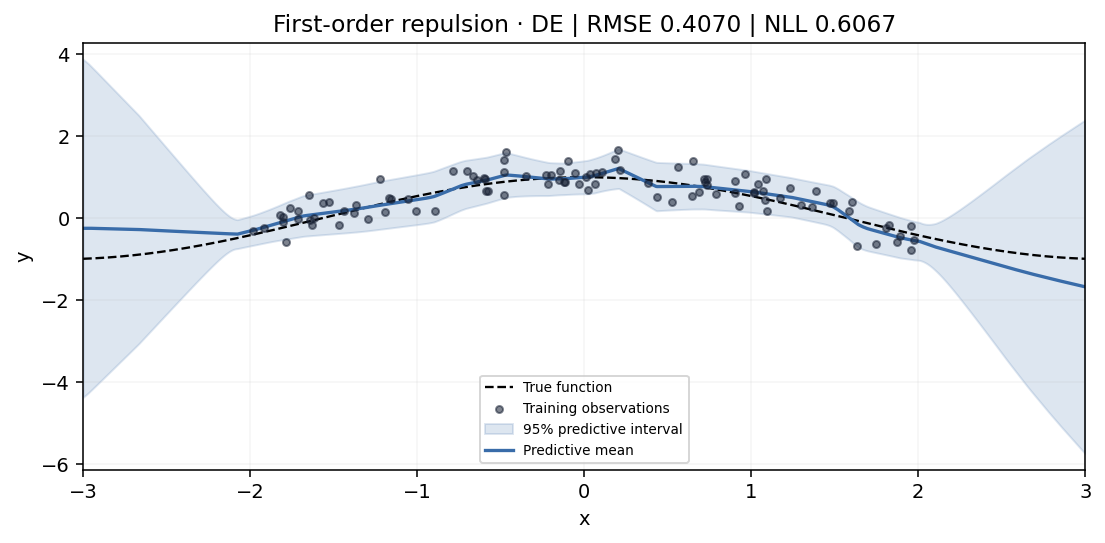 First-order repulsion · DE | RMSE 0.4070 | NLL 0.6067
4
2
0
−2
−4
−6
y
True function
Training observations
95% predictive interval
Predictive mean
−3
−2
−1
0
1
2
3
x